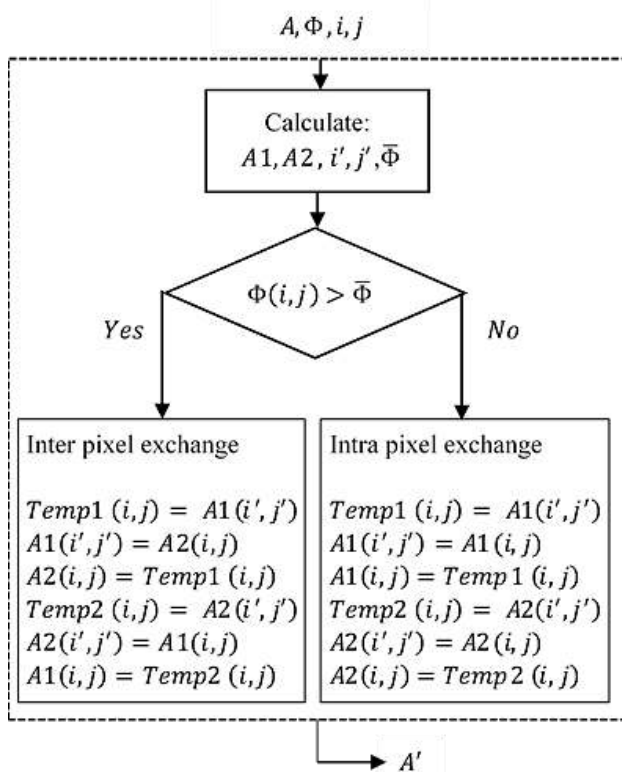 A, Φ, i, j
Calculate:
A1, A2, i′, j′, Φ̅
Φ(i, j) > Φ̅
Yes
No
Inter pixel exchange
Temp1 (i, j) = A1(i′, j′)
A1(i′, j′) = A2(i, j)
A2(i, j) = Temp1 (i, j)
Temp2 (i, j) = A2(i′, j′)
A2(i′, j′) = A1(i, j)
A1(i, j) = Temp2 (i, j)
Intra pixel exchange
Temp1 (i, j) = A1(i′, j′)
A1(i′, j′) = A1(i, j)
A1(i, j) = Temp1 (i, j)
Temp2 (i, j) = A2(i′, j′)
A2(i′, j′) = A2(i, j)
A2(i, j) = Temp2 (i, j)
A′